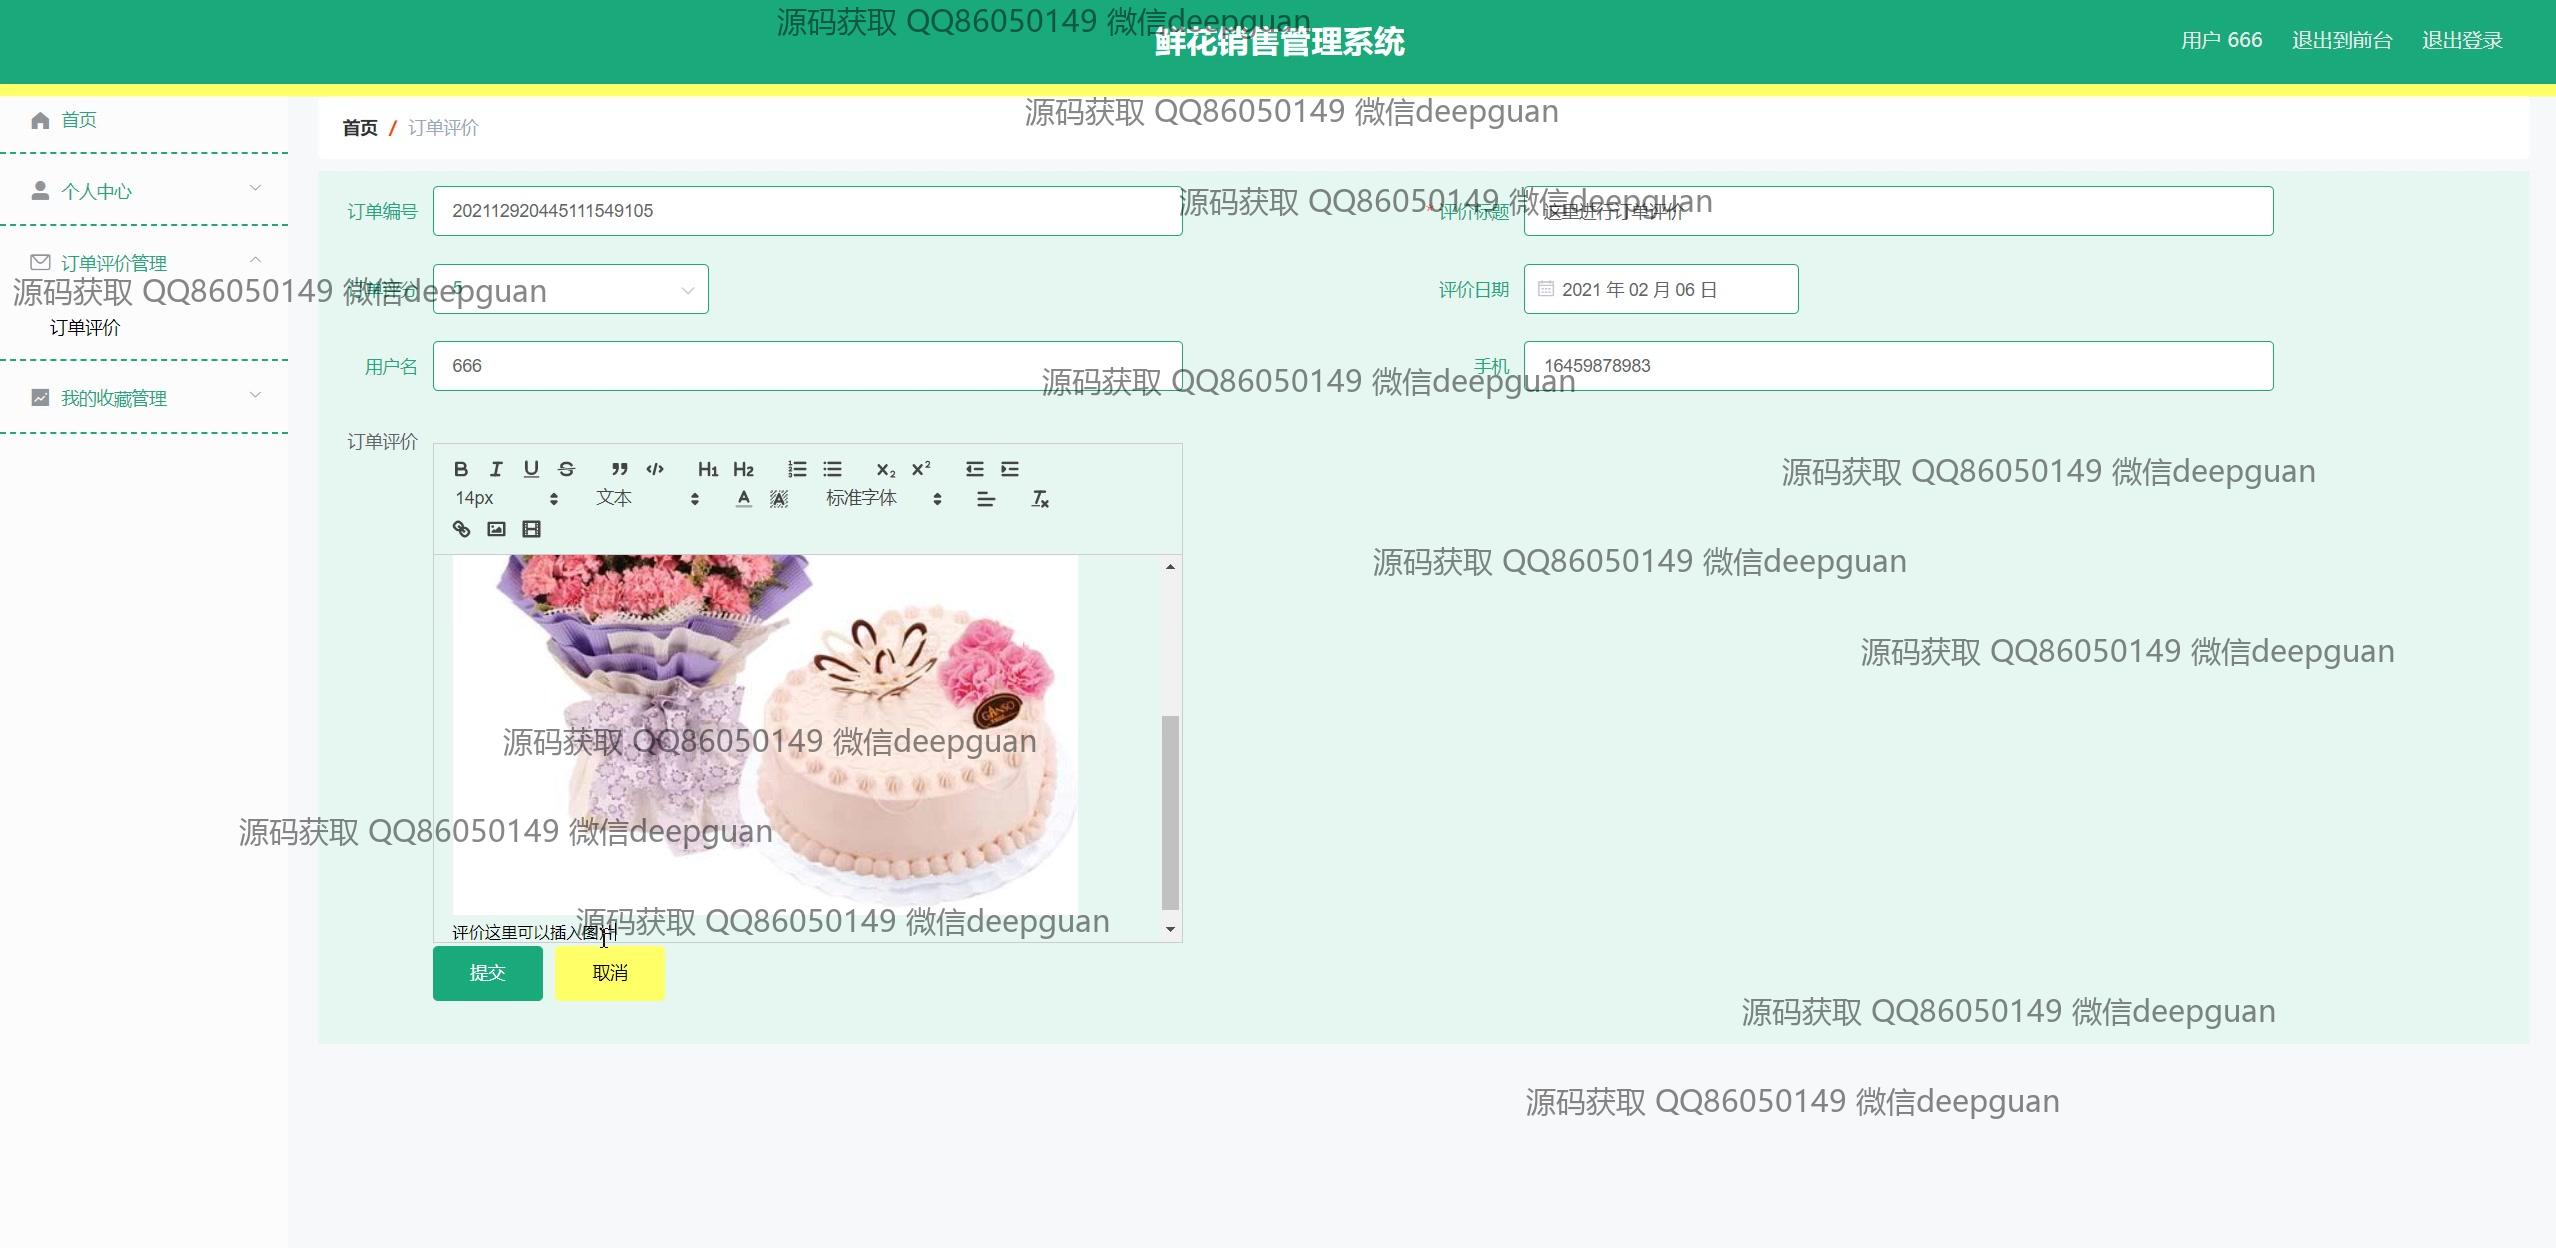 源码获取 QQ86050149 微信deepguan
鲜花销售管理系统
用户 666 退出到前台 退出登录
首页
源码获取 QQ86050149 微信deepguan
首页 / 订单评价
个人中心
源码获取 QQ86050149 微信deepguan
订单编号 202112920445111549105 * 评价标题 这里进行订单评价
订单评价管理
源码获取 QQ86050149 微信deepguan
订单评分 5 评价日期 2021 年 02 月 06 日
订单评价
用户名 666 手机 16459878983
源码获取 QQ86050149 微信deepguan
我的收藏管理
订单评价
源码获取 QQ86050149 微信deepguan
B I U S H1 H2 X2 X2
14px 文本 A A 标准字体 Tx
源码获取 QQ86050149 微信deepguan
源码获取 QQ86050149 微信deepguan
GANSO
源码获取 QQ86050149 微信deepguan
源码获取 QQ86050149 微信deepguan
源码获取 QQ86050149 微信deepguan
评价这里可以插入图片
提交 取消
源码获取 QQ86050149 微信deepguan
源码获取 QQ86050149 微信deepguan